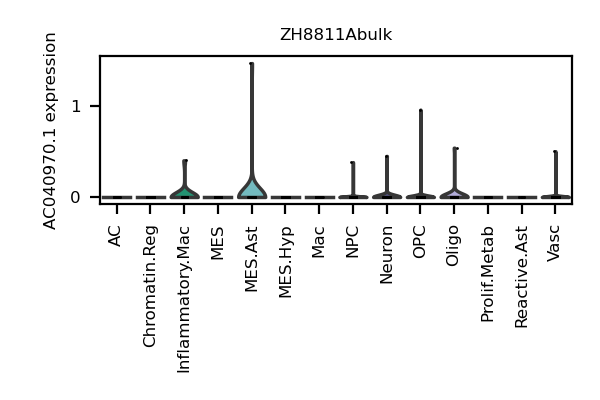 ZH8811Abulk
AC040970.1 expression
1
0
AC
Chromatin.Reg
Inflammatory.Mac
MES
MES.Ast
MES.Hyp
Mac
NPC
Neuron
OPC
Oligo
Prolif.Metab
Reactive.Ast
Vasc